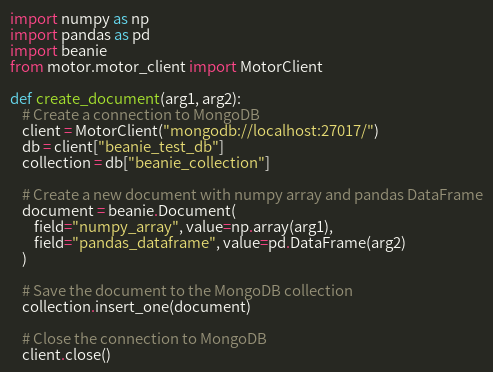 import numpy as np
import pandas as pd
import beanie
from motor.motor_client import MotorClient

def create_document(arg1, arg2):
    # Create a connection to MongoDB
    client = MotorClient("mongodb://localhost:27017/")
    db = client["beanie_test_db"]
    collection = db["beanie_collection"]

    # Create a new document with numpy array and pandas DataFrame
    document = beanie.Document(
        field="numpy_array", value=np.array(arg1),
        field="pandas_dataframe", value=pd.DataFrame(arg2)
    )

    # Save the document to the MongoDB collection
    collection.insert_one(document)

    # Close the connection to MongoDB
    client.close()